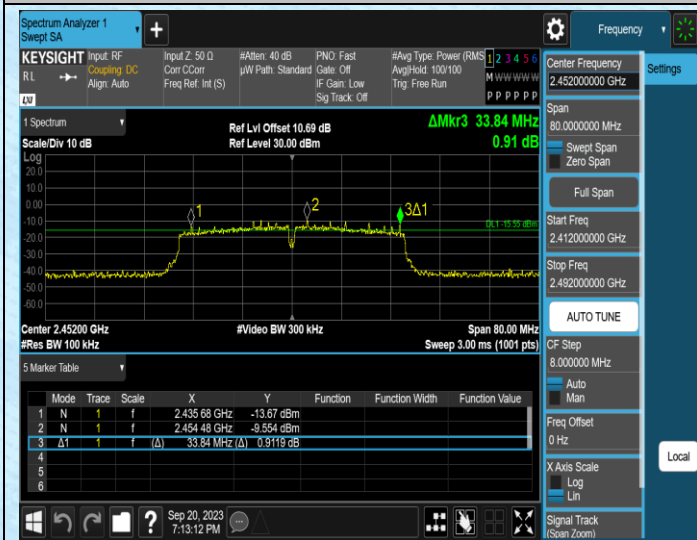 Spectrum Analyzer 1
Swept SA
Frequency
KEYSIGHT
RL
LXI
Input: RF
Coupling: DC
Align: Auto
Input Z: 50 Ω
Corr CCorr
Freq Ref: Int (S)
#Atten: 40 dB
µW Path: Standard
PNO: Fast
Gate: Off
IF Gain: Low
Sig Track: Off
#Avg Type: Power (RMS
Avg|Hold: 100/100
Trig: Free Run
1 2 3 4 5 6
M W W W W W
P P P P P P
1 Spectrum
Scale/Div 10 dB
Ref Lvl Offset 10.69 dB
Ref Level 30.00 dBm
ΔMkr3 33.84 MHz
0.91 dB
Log
20.0
10.0
0.00
-10.0
-20.0
-30.0
-40.0
-50.0
-60.0
1
2
3Δ1
DL1 -15.55 dBm
Center 2.45200 GHz
#Res BW 100 kHz
#Video BW 300 kHz
Span 80.00 MHz
Sweep 3.00 ms (1001 pts)
5 Marker Table
Mode Trace Scale X Y Function Function Width Function Value
1 N 1 f 2.435 68 GHz -13.67 dBm
2 N 1 f 2.454 48 GHz -9.554 dBm
3 Δ1 1 f (Δ) 33.84 MHz (Δ) 0.9119 dB
4
5
6
Sep 20, 2023
7:13:12 PM
Center Frequency
2.452000000 GHz
Settings
Span
80.0000000 MHz
Swept Span
Zero Span
Full Span
Start Freq
2.412000000 GHz
Stop Freq
2.492000000 GHz
AUTO TUNE
CF Step
8.000000 MHz
Auto
Man
Freq Offset
0 Hz
X Axis Scale
Log
Lin
Signal Track
(Span Zoom)
Local